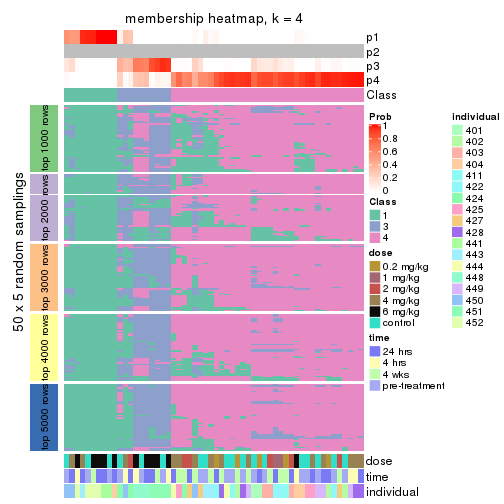 membership heatmap, k = 4
p1
p2
p3
p4
Class
50 x 5 random samplings
top 1000 rows
top 2000 rows
top 3000 rows
top 4000 rows
top 5000 rows
dose
time
individual
Prob
1
0.8
0.6
0.4
0.2
0
Class
1
3
4
dose
0.2 mg/kg
1 mg/kg
2 mg/kg
4 mg/kg
6 mg/kg
control
time
24 hrs
4 hrs
4 wks
pre-treatment
individual
401
402
403
404
411
422
424
425
427
428
441
443
444
448
449
450
451
452